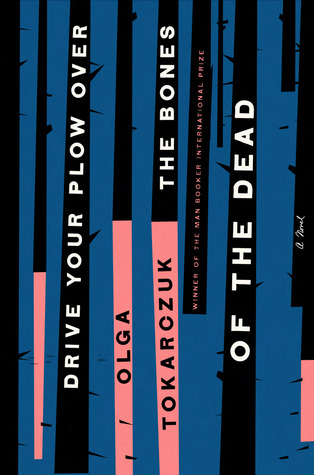 DRIVE YOUR PLOW OVER
THE BONES
OF THE DEAD
OLGA
TOKARCZUK
WINNER OF THE MAN BOOKER INTERNATIONAL PRIZE
A Novel